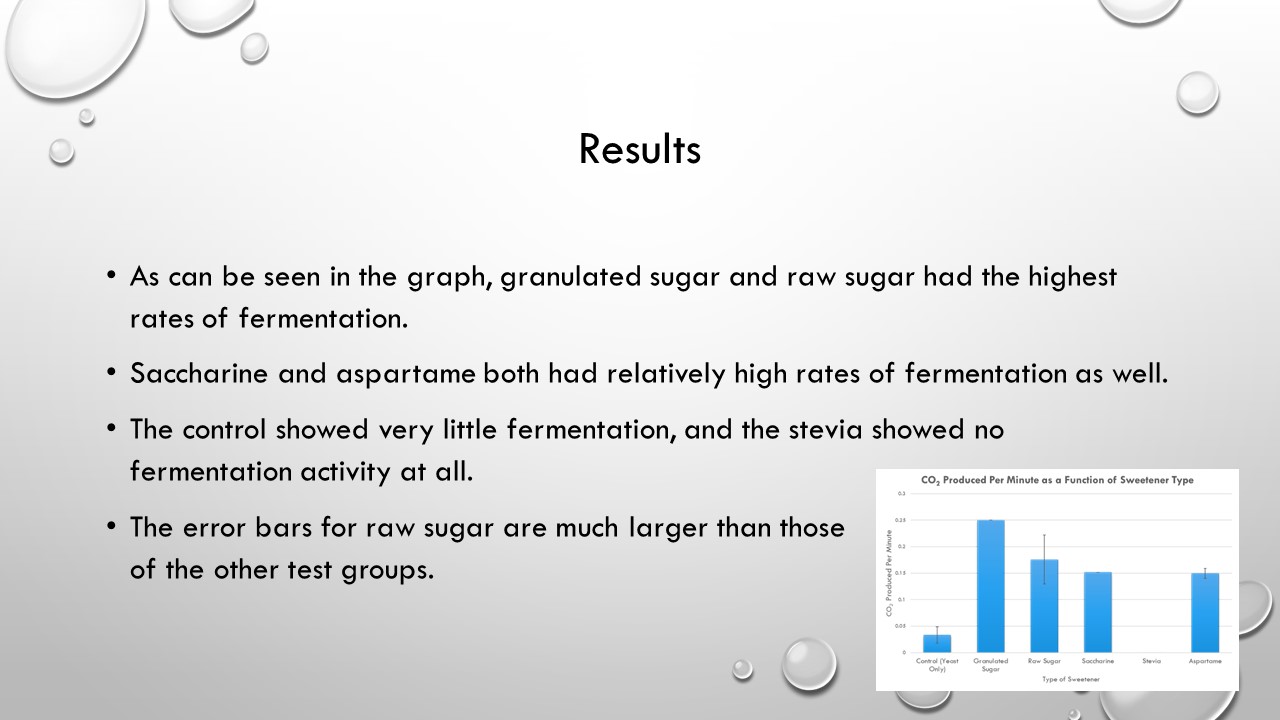 Results
• As can be seen in the graph, granulated sugar and raw sugar had the highest
rates of fermentation.
• Saccharine and aspartame both had relatively high rates of fermentation as well.
• The control showed very little fermentation, and the stevia showed no
fermentation activity at all.
• The error bars for raw sugar are much larger than those
of the other test groups.
CO₂ Produced Per Minute as a Function of Sweetener Type
CO₂ Produced Per Minute
0.3
0.25
0.2
0.15
0.1
0.05
0
Control (Yeast Granulated Raw Sugar Saccharine Stevia Aspartame
Only) Sugar
Type of Sweetener